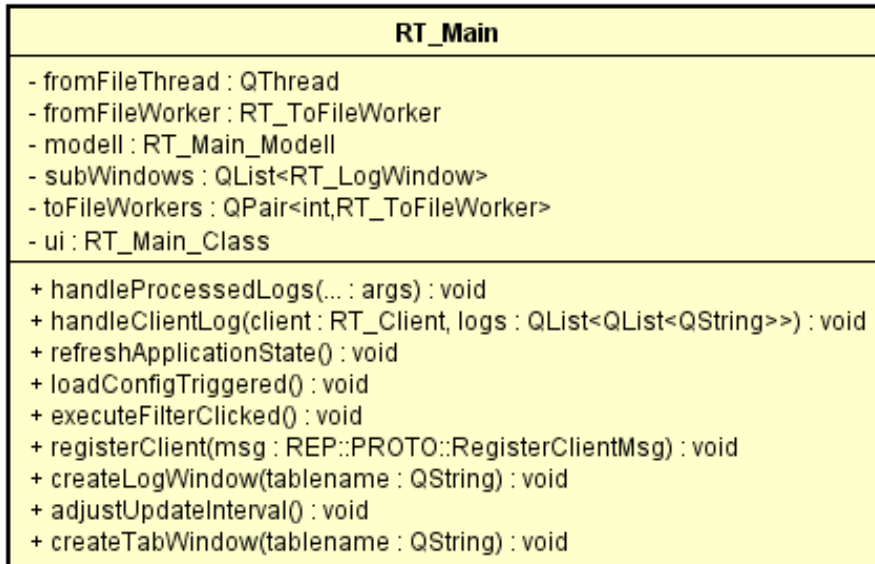 RT_Main
- fromFileThread : QThread
- fromFileWorker : RT_ToFileWorker
- modell : RT_Main_Modell
- subWindows : QList<RT_LogWindow>
- toFileWorkers : QPair<int,RT_ToFileWorker>
- ui : RT_Main_Class
+ handleProcessedLogs(... : args) : void
+ handleClientLog(client : RT_Client, logs : QList<QList<QString>>) : void
+ refreshApplicationState() : void
+ loadConfigTriggered() : void
+ executeFilterClicked() : void
+ registerClient(msg : REP::PROTO::RegisterClientMsg) : void
+ createLogWindow(tablename : QString) : void
+ adjustUpdateInterval() : void
+ createTabWindow(tablename : QString) : void